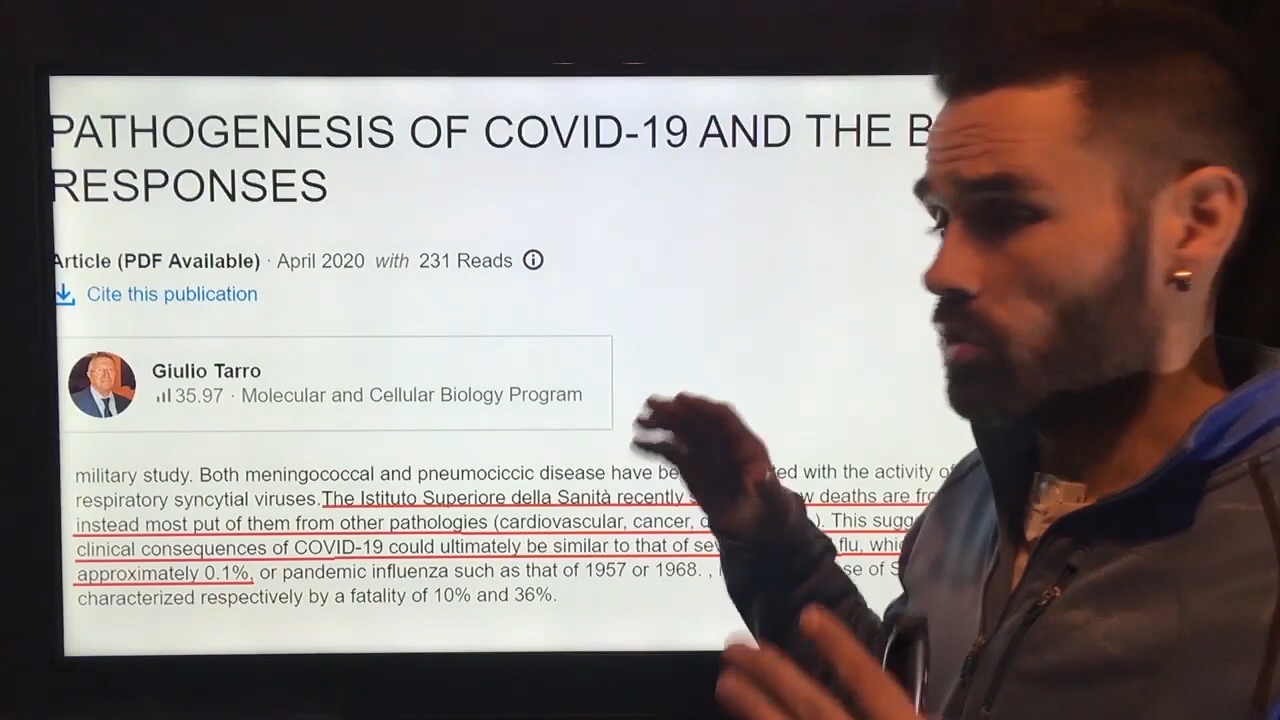 PATHOGENESIS OF COVID-19 AND THE B
RESPONSES
Article (PDF Available) · April 2020 with 231 Reads
Cite this publication
Giulio Tarro
35.97 · Molecular and Cellular Biology Program
military study. Both meningococcal and pneumociccic disease have be ted with the activity of
respiratory syncytial viruses.The Istituto Superiore della Sanità recently deaths are
instead most put of them from other pathologies (cardiovascular, cancer, ). This
clinical consequences of COVID-19 could ultimately be similar to that of flu,
approximately 0.1%, or pandemic influenza such as that of 1957 or 1968. , se of
characterized respectively by a fatality of 10% and 36%.